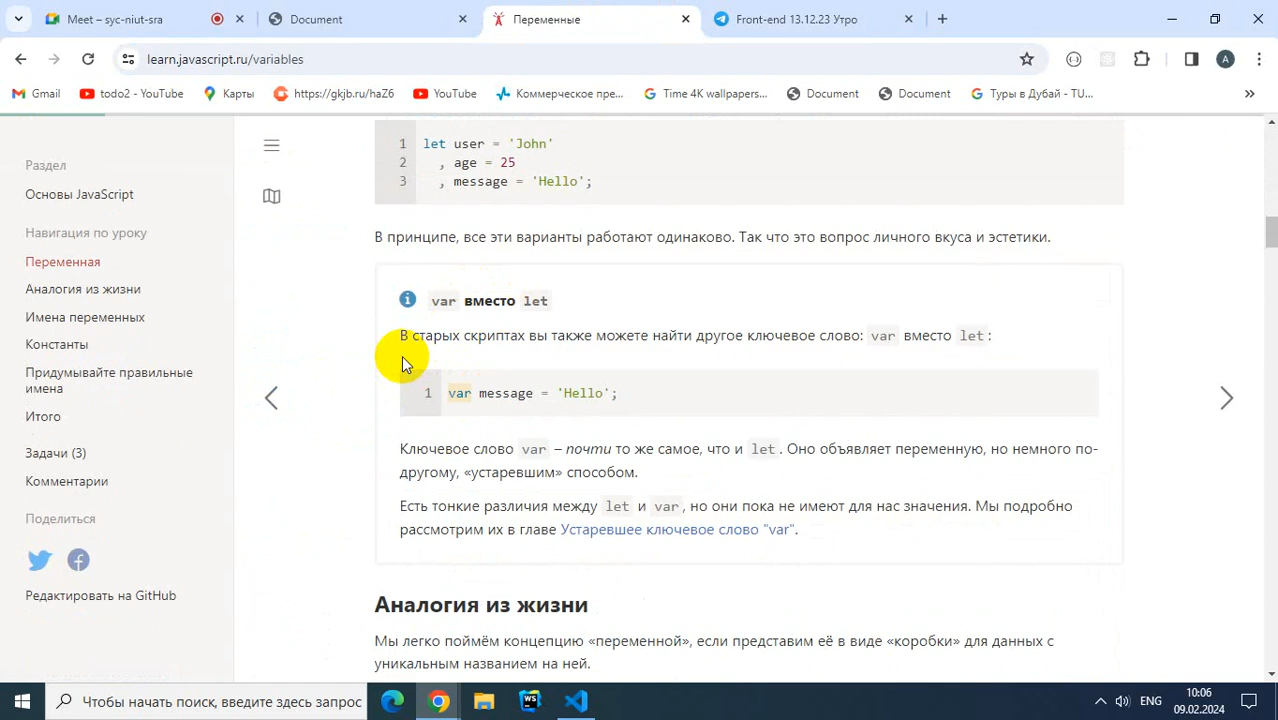 Meet – syc-niut-sra
Document
Переменные
Front-end 13.12.23 Утро
learn.javascript.ru/variables
A
Gmail
todo2 - YouTube
Карты
https://gkjb.ru/haZ6
YouTube
Коммерческое пре...
Time 4K wallpapers...
Document
Document
Туры в Дубай - TU...
»
Раздел
Основы JavaScript
Навигация по уроку
Переменная
Аналогия из жизни
Имена переменных
Константы
Придумывайте правильные
имена
Итого
Задачи (3)
Комментарии
Поделиться
Редактировать на GitHub
1 let user = 'John'
2 , age = 25
3 , message = 'Hello';
В принципе, все эти варианты работают одинаково. Так что это вопрос личного вкуса и эстетики.
var вместо let
В старых скриптах вы также можете найти другое ключевое слово: var вместо let :
1 var message = 'Hello';
Ключевое слово var – почти то же самое, что и let . Оно объявляет переменную, но немного по-
другому, «устаревшим» способом.
Есть тонкие различия между let и var , но они пока не имеют для нас значения. Мы подробно
рассмотрим их в главе Устаревшее ключевое слово "var".
Аналогия из жизни
Мы легко поймём концепцию «переменной», если представим её в виде «коробки» для данных с
уникальным названием на ней.
Чтобы начать поиск, введите здесь запрос
WS
ENG
10:06
09.02.2024